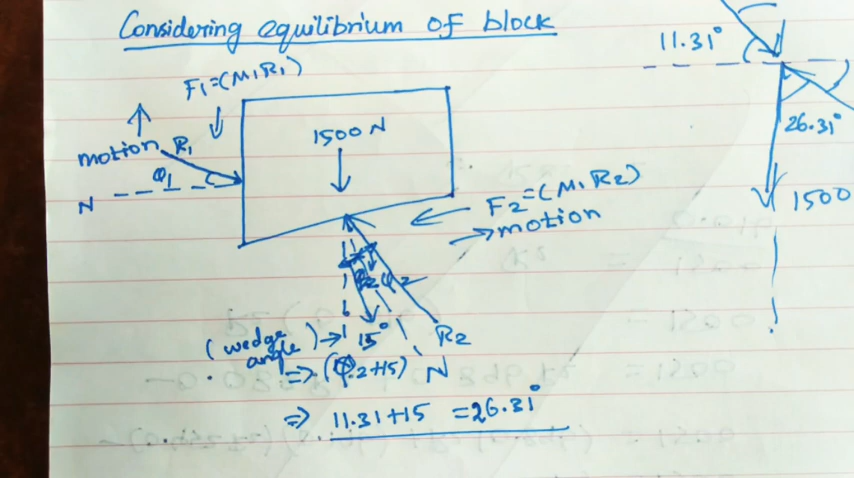 Considering equilibrium of block
F1=(M1R1)
motion
R1
φ1
N
1500 N
F2=(M1R2)
motion
φ2
(wedge angle) → 15°
R2
=> (φ2+15)
N
=> 11.31+15 =26.31°
11.31°
26.31°
1500